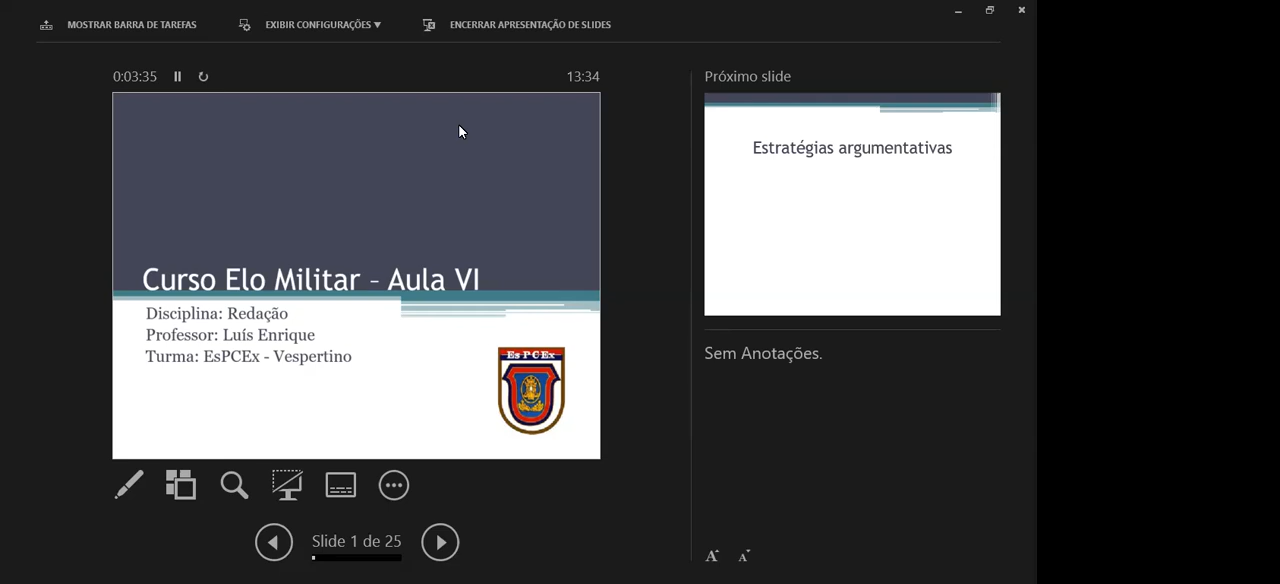 MOSTRAR BARRA DE TAREFAS
EXIBIR CONFIGURAÇÕES ▼
ENCERRAR APRESENTAÇÃO DE SLIDES
0:03:35
13:34
Curso Elo Militar – Aula VI
Disciplina: Redação
Professor: Luís Enrique
Turma: EsPCEx - Vespertino
Es P C Ex
Slide 1 de 25
Próximo slide
Estratégias argumentativas
Sem Anotações.
A A